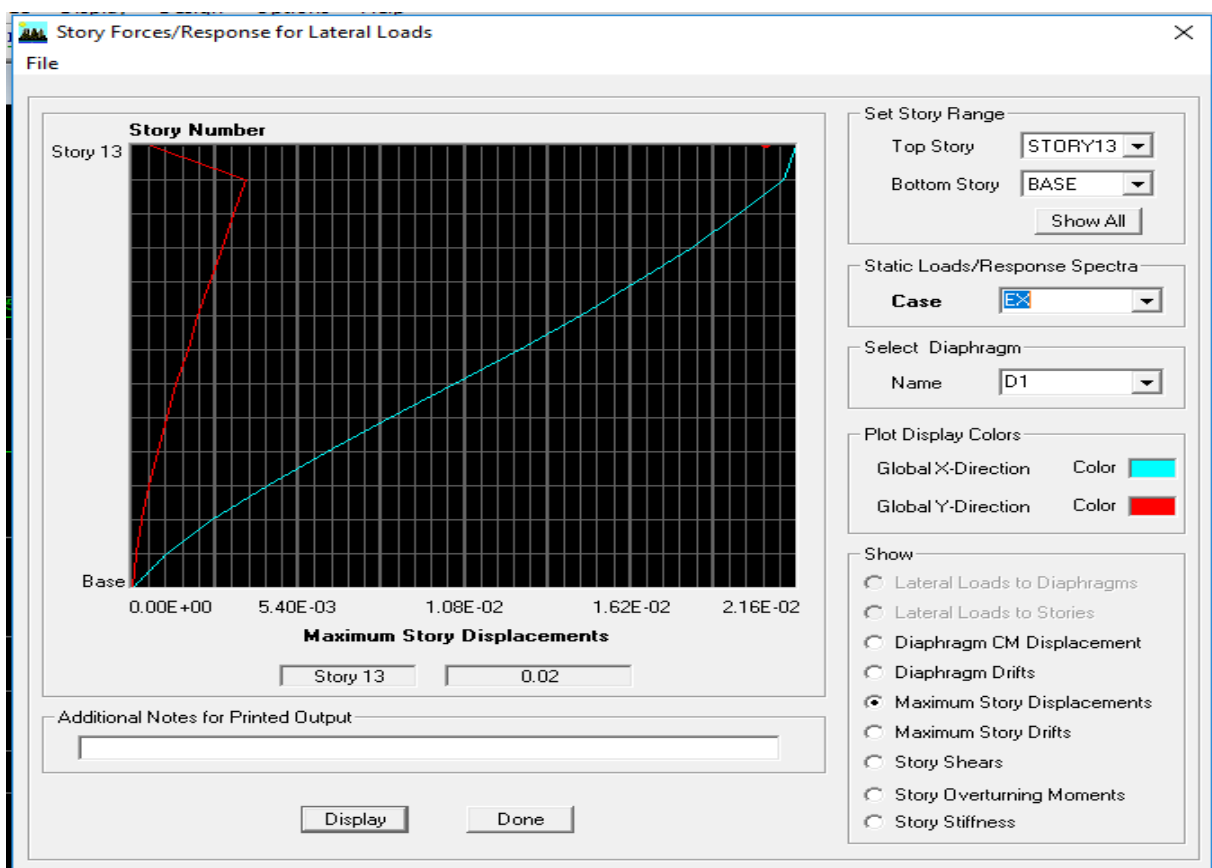 Display Design Options Help
Story Forces/Response for Lateral Loads
File
Story Number
Story 13
Base
0.00E+00 5.40E-03 1.08E-02 1.62E-02 2.16E-02
Maximum Story Displacements
Story 13 0.02
Additional Notes for Printed Output
Display Done
Set Story Range
Top Story STORY13
Bottom Story BASE
Show All
Static Loads/Response Spectra
Case EX
Select Diaphragm
Name D1
Plot Display Colors
Global X-Direction Color
Global Y-Direction Color
Show
Lateral Loads to Diaphragms
Lateral Loads to Stories
Diaphragm CM Displacement
Diaphragm Drifts
Maximum Story Displacements
Maximum Story Drifts
Story Shears
Story Overturning Moments
Story Stiffness